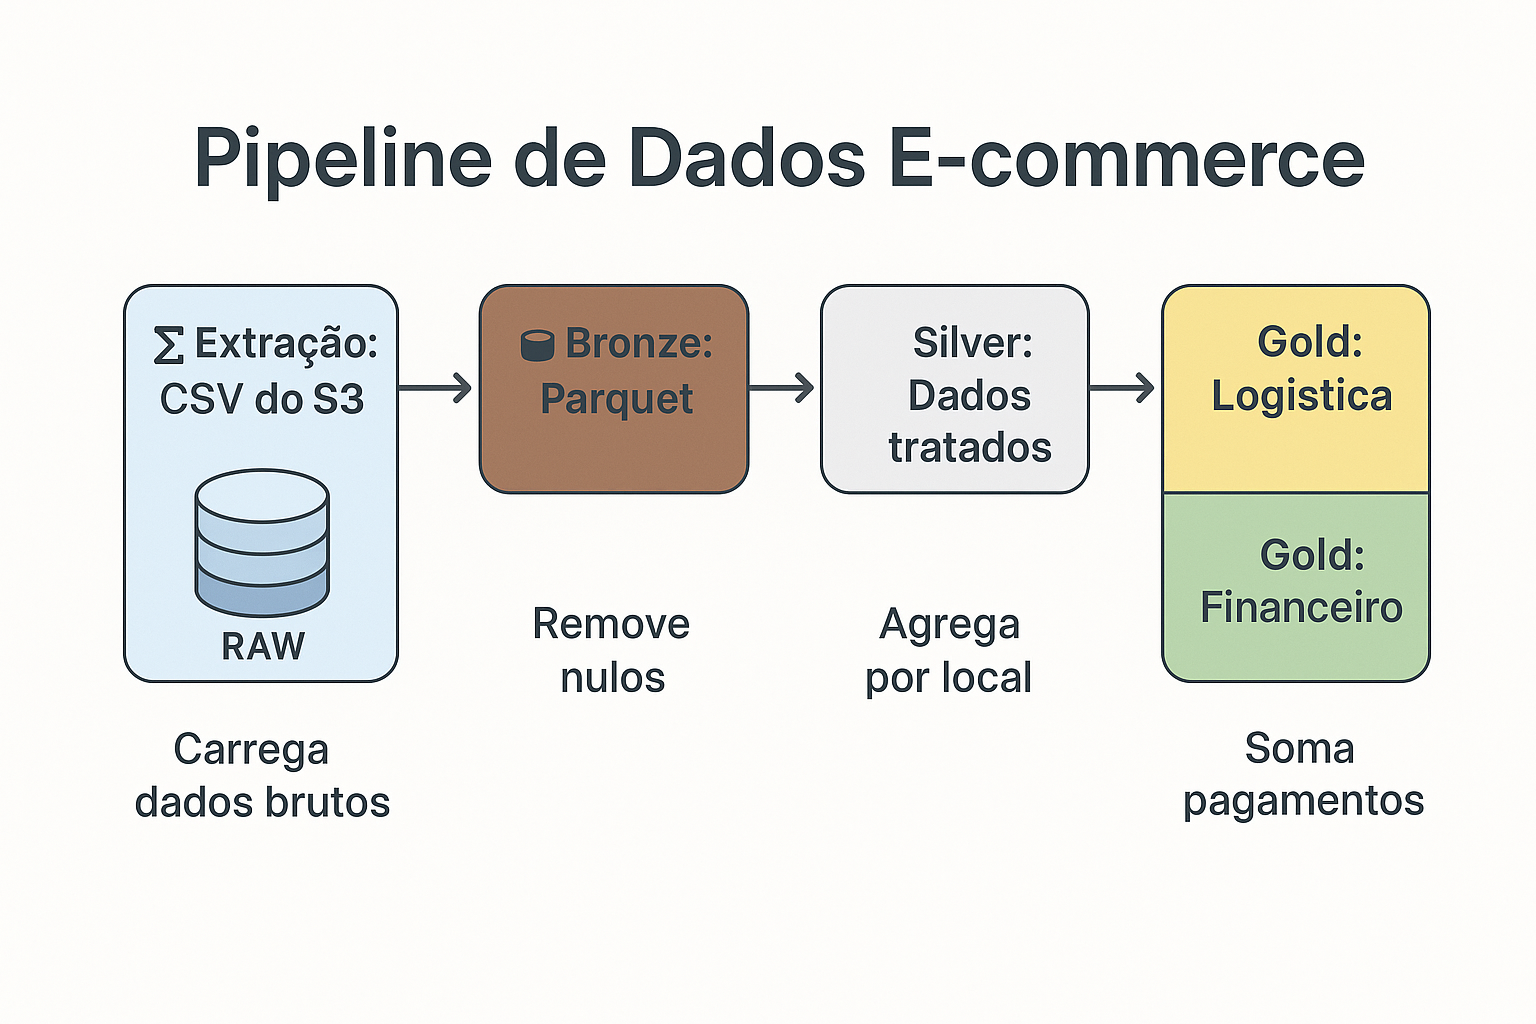 Pipeline de Dados E-commerce
Σ Extração:
CSV do S3
RAW
Carrega
dados brutos
Bronze:
Parquet
Remove
nulos
Silver:
Dados
tratados
Agrega
por local
Gold:
Logistica
Gold:
Financeiro
Soma
pagamentos